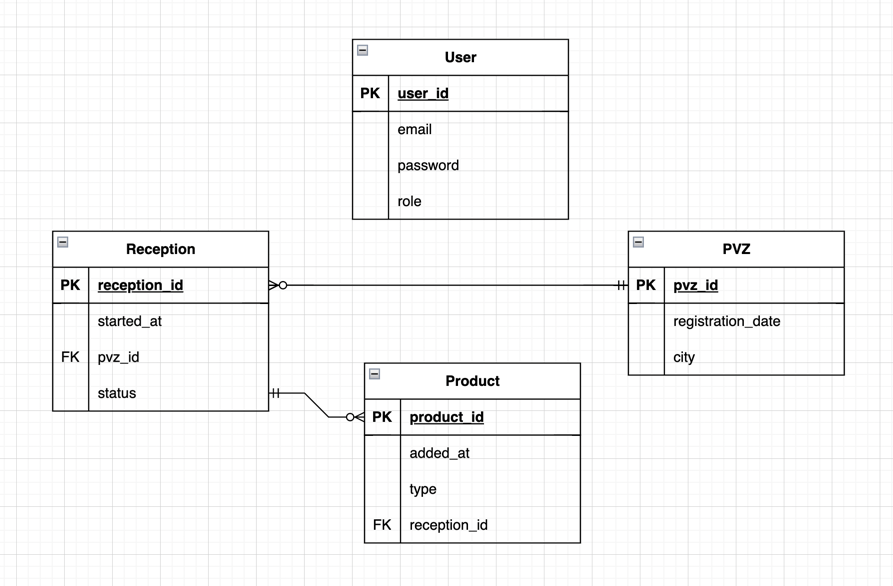 User
PK user_id
email
password
role
Reception
PK reception_id
started_at
FK pvz_id
status
PVZ
PK pvz_id
registration_date
city
Product
PK product_id
added_at
type
FK reception_id